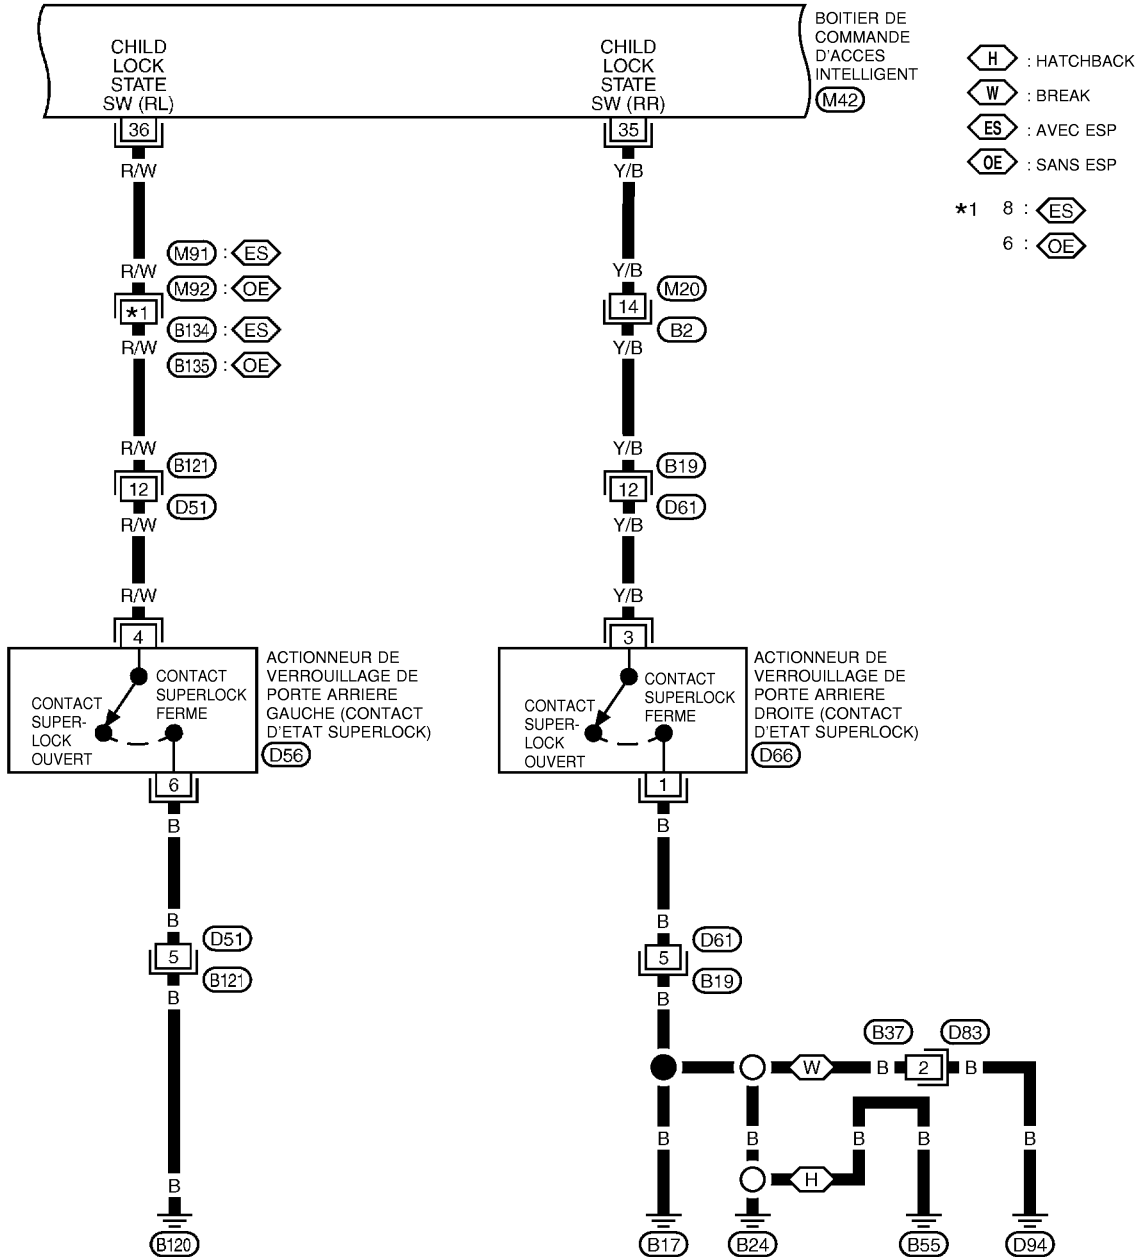 CHILD
LOCK
STATE
SW (RL)
36
CHILD
LOCK
STATE
SW (RR)
35
BOITIER DE
COMMANDE
D'ACCES
INTELLIGENT
M42
H : HATCHBACK
W : BREAK
ES : AVEC ESP
OE : SANS ESP
*1 8 : ES
6 : OE
R/W
Y/B
R/W
M91 : ES
M92 : OE
*1
B134 : ES
B135 : OE
R/W
Y/B
M20
14
B2
Y/B
R/W
B121
12
D51
R/W
Y/B
B19
12
D61
Y/B
R/W
Y/B
4
3
CONTACT
SUPERLOCK
FERME
CONTACT
SUPER-
LOCK
OUVERT
ACTIONNEUR DE
VERROUILLAGE DE
PORTE ARRIERE
GAUCHE (CONTACT
D'ETAT SUPERLOCK)
D56
CONTACT
SUPERLOCK
FERME
CONTACT
SUPER-
LOCK
OUVERT
ACTIONNEUR DE
VERROUILLAGE DE
PORTE ARRIERE
DROITE (CONTACT
D'ETAT SUPERLOCK)
D66
6
1
B
B
B
D51
5
B121
B
B
D61
5
B19
B
B37
D83
W
B
2
B
B
B
B
B
B
H
B
B120
B17
B24
B55
D94